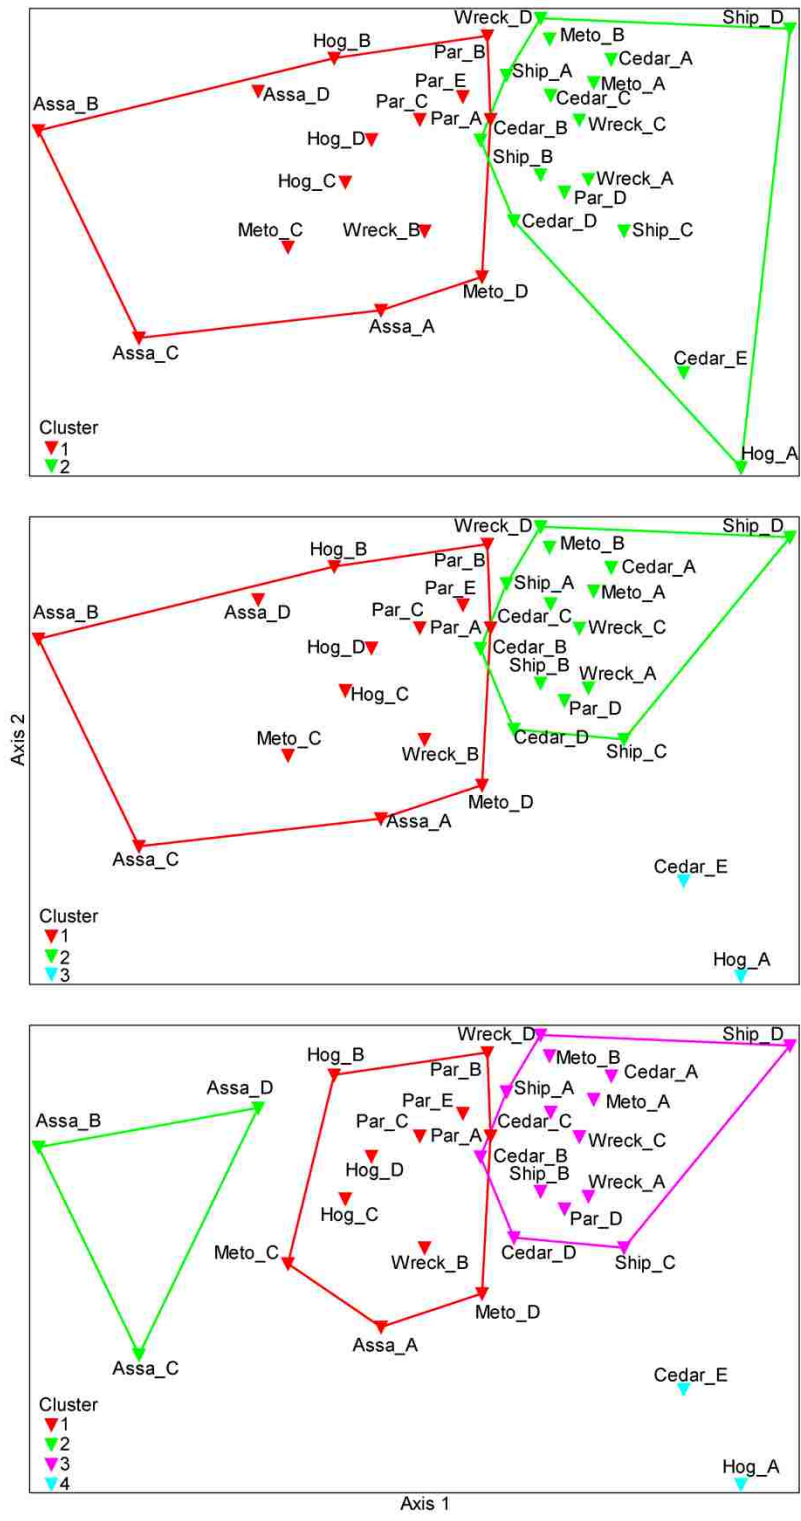 Wreck_D
Ship_D
Hog_B
Par_B
Meto_B
Cedar_A
Ship_A
Assa_B
Assa_D
Par_E
Meto_A
Par_C
Cedar_C
Par_A
Cedar_B
Wreck_C
Hog_D
Ship_B
Hog_C
Wreck_A
Par_D
Meto_C
Wreck_B
Cedar_D
Ship_C
Meto_D
Assa_A
Assa_C
Cedar_E
Cluster
1
2
Hog_A
Wreck_D
Ship_D
Hog_B
Par_B
Meto_B
Cedar_A
Assa_B
Assa_D
Par_E
Ship_A
Meto_A
Par_C
Par_A
Cedar_C
Wreck_C
Hog_D
Cedar_B
Ship_B
Wreck_A
Hog_C
Par_D
Meto_C
Wreck_B
Cedar_D
Ship_C
Axis 2
Meto_D
Assa_A
Assa_C
Cedar_E
Cluster
1
2
3
Hog_A
Wreck_D
Ship_D
Hog_B
Par_B
Meto_B
Cedar_A
Assa_D
Par_E
Ship_A
Meto_A
Assa_B
Par_C
Par_A
Cedar_C
Wreck_C
Hog_D
Cedar_B
Ship_B
Wreck_A
Hog_C
Par_D
Meto_C
Wreck_B
Cedar_D
Ship_C
Meto_D
Assa_A
Assa_C
Cedar_E
Cluster
1
2
3
4
Hog_A
Axis 1